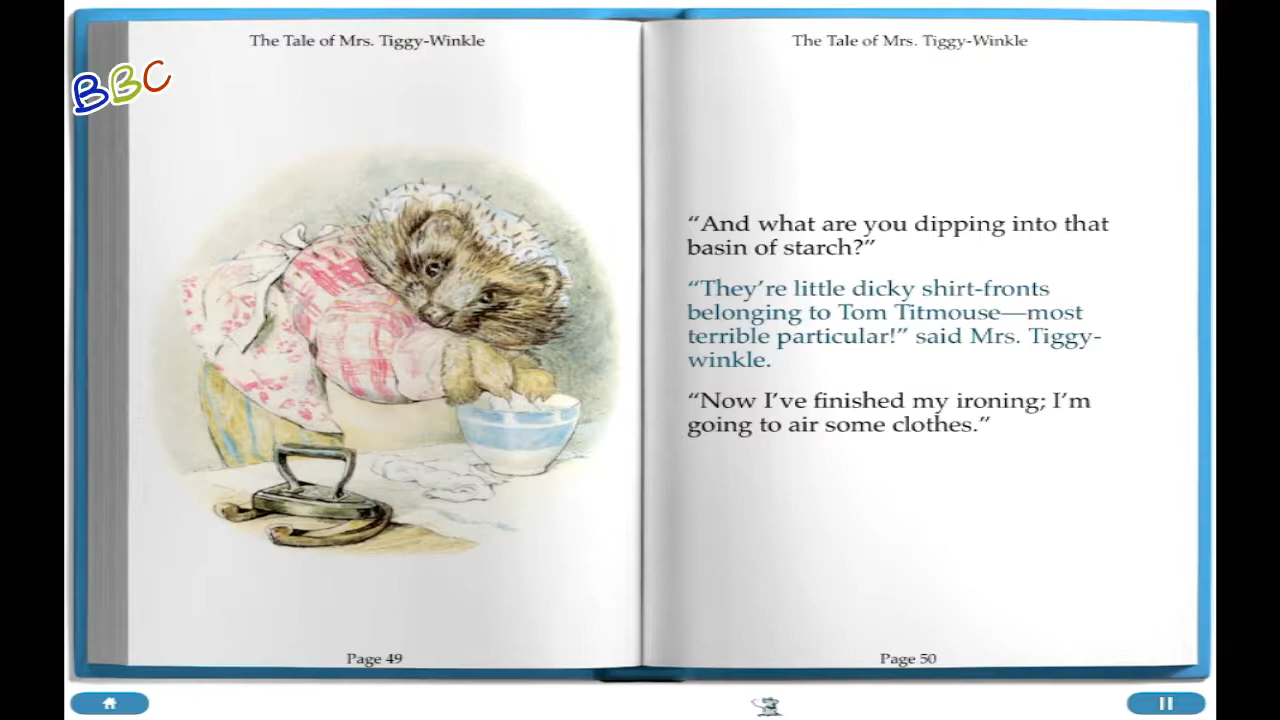 The Tale of Mrs. Tiggy-Winkle
BBC
Page 49
The Tale of Mrs. Tiggy-Winkle
“And what are you dipping into that
basin of starch?”
“They’re little dicky shirt-fronts
belonging to Tom Titmouse—most
terrible particular!” said Mrs. Tiggy-
winkle.
“Now I’ve finished my ironing; I’m
going to air some clothes.”
Page 50